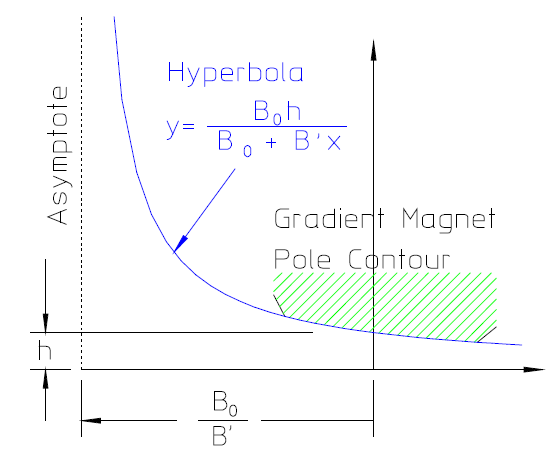 Hyperbola
y= B₀h / B₀ + B'x
Asymptote
Gradient Magnet
Pole Contour
h
B₀ / B'